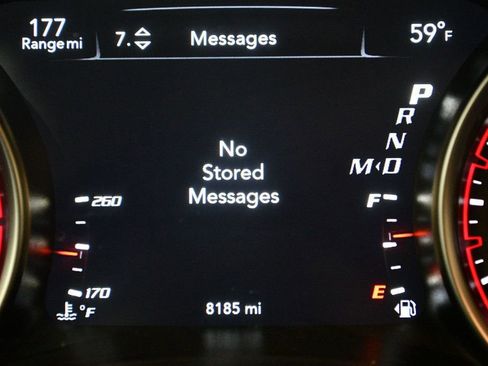 177
Range mi
7. Messages
59°F
P
R
N
M‹D
No
Stored
Messages
260
170
°F
F
E
8185 mi